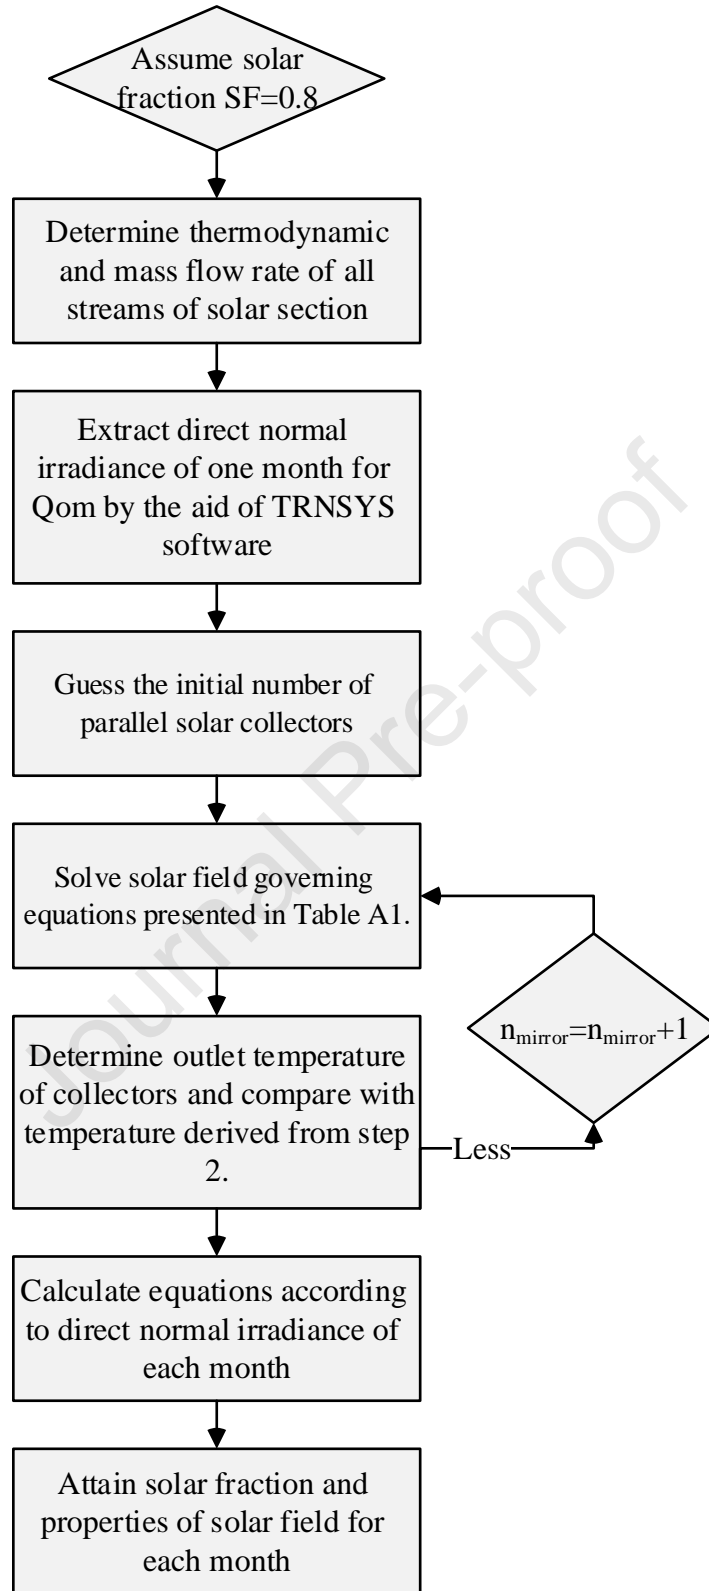 Assume solar
fraction SF=0.8
Determine thermodynamic
and mass flow rate of all
streams of solar section
Extract direct normal
irradiance of one month for
Qom by the aid of TRNSYS
software
Guess the initial number of
parallel solar collectors
Solve solar field governing
equations presented in Table A1.
n_mirror=n_mirror+1
Determine outlet temperature
of collectors and compare with
temperature derived from step
2.
Less
Calculate equations according
to direct normal irradiance of
each month
Attain solar fraction and
properties of solar field for
each month
Journal Pre-proof